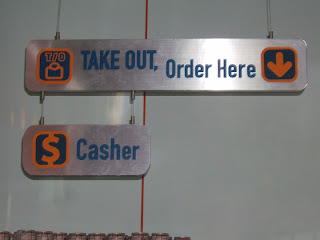 T/O TAKE OUT, Order Here
$ Casher